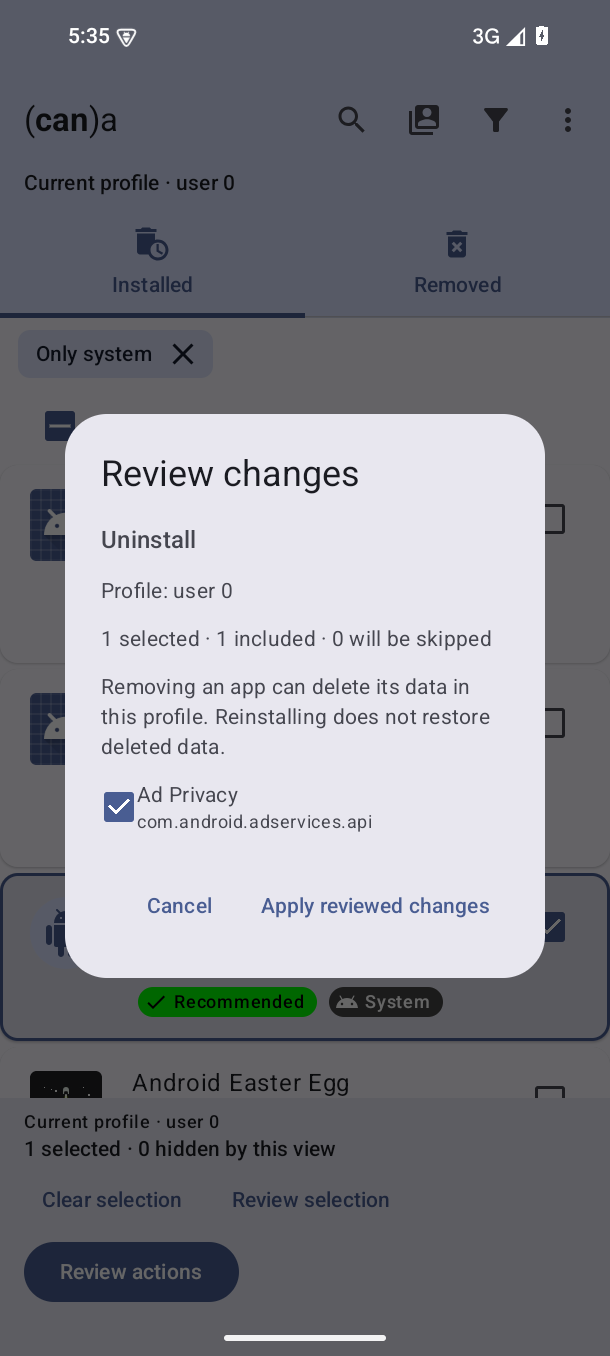 5:35
3G
(can)a
Current profile · user 0
Installed
Removed
Only system
Review changes
Uninstall
Profile: user 0
1 selected · 1 included · 0 will be skipped
Removing an app can delete its data in
this profile. Reinstalling does not restore
deleted data.
Ad Privacy
com.android.adservices.api
Cancel
Apply reviewed changes
Recommended
System
Android Easter Egg
Current profile · user 0
1 selected · 0 hidden by this view
Clear selection
Review selection
Review actions